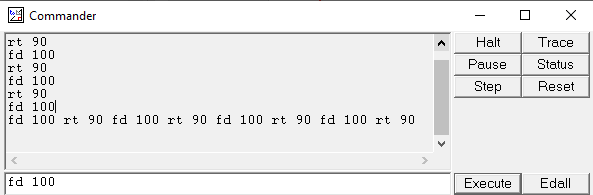 Commander
rt 90
fd 100
rt 90
fd 100
rt 90
fd 100
fd 100 rt 90 fd 100 rt 90 fd 100 rt 90 fd 100 rt 90
fd 100
Halt Trace
Pause Status
Step Reset
Execute Edall